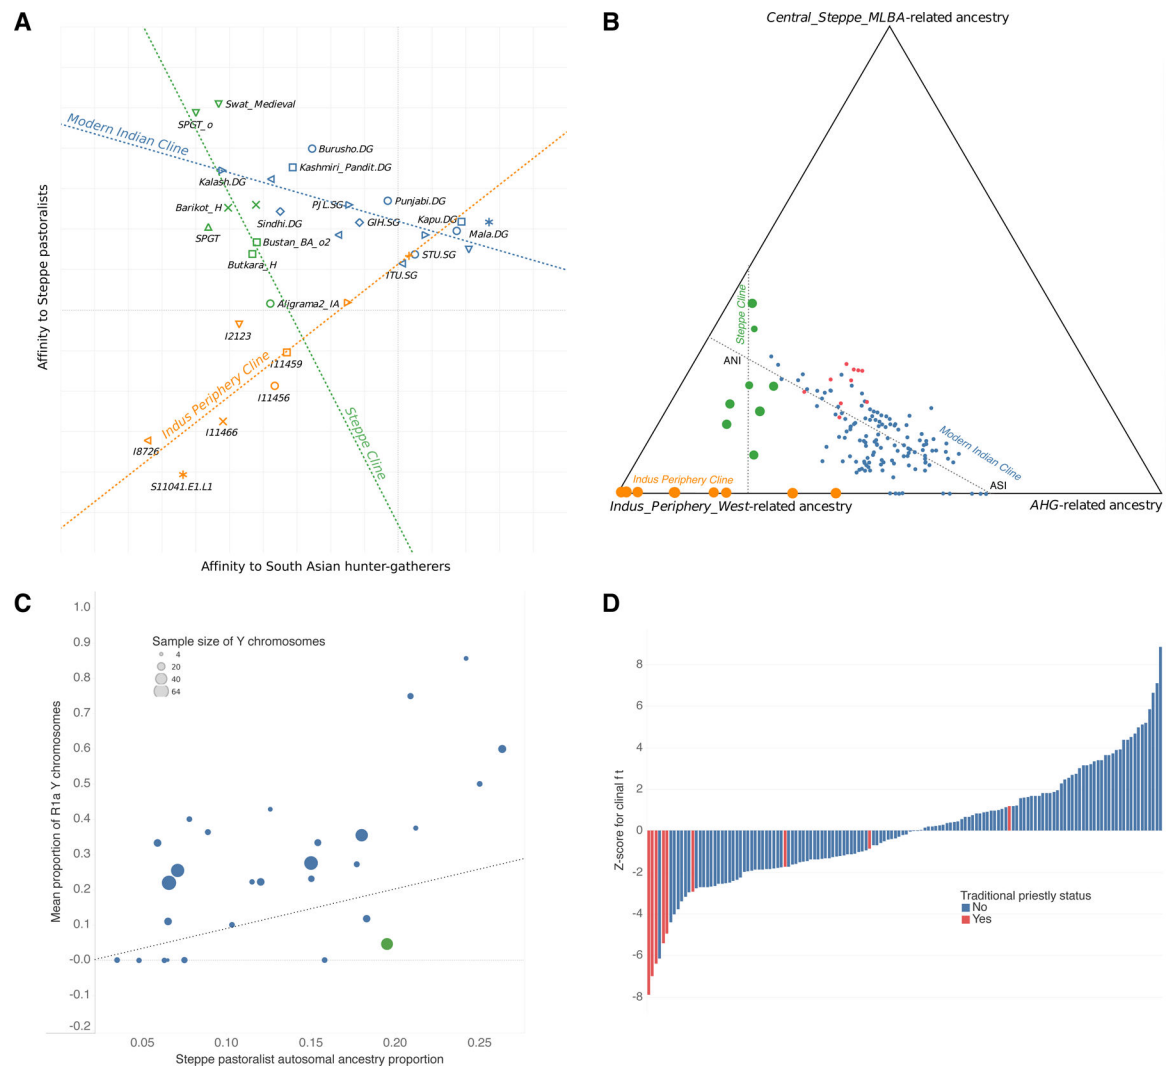 A
Swat_Medieval
SPGT_o
Modern Indian Cline
Burusho.DG
Kashmiri_Pandit.DG
Kalash.DG
Barikot_H
PJL.SG
Punjabi.DG
Sindhi.DG
GIH.SG
Kapu.DG
Mala.DG
SPGT
Bustan_BA_o2
Butkara_H
STU.SG
ITU.SG
Aligrama2_IA
I2123
I11459
I11456
Indus Periphery Cline
Steppe Cline
I11466
I8726
S11041.E1.L1
Affinity to Steppe pastoralists
Affinity to South Asian hunter-gatherers
B
Central_Steppe_MLBA-related ancestry
Steppe Cline
ANI
Modern Indian Cline
Indus Periphery Cline
ASI
Indus_Periphery_West-related ancestry
AHG-related ancestry
C
1.0
0.9
0.8
0.7
0.6
0.5
0.4
0.3
0.2
0.1
-0.0
-0.1
-0.2
Mean proportion of R1a Y chromosomes
Sample size of Y chromosomes
4
20
40
64
0.05
0.10
0.15
0.20
0.25
Steppe pastoralist autosomal ancestry proportion
D
8
6
4
2
0
-2
-4
-6
-8
Z-score for clinal f t
Traditional priestly status
No
Yes